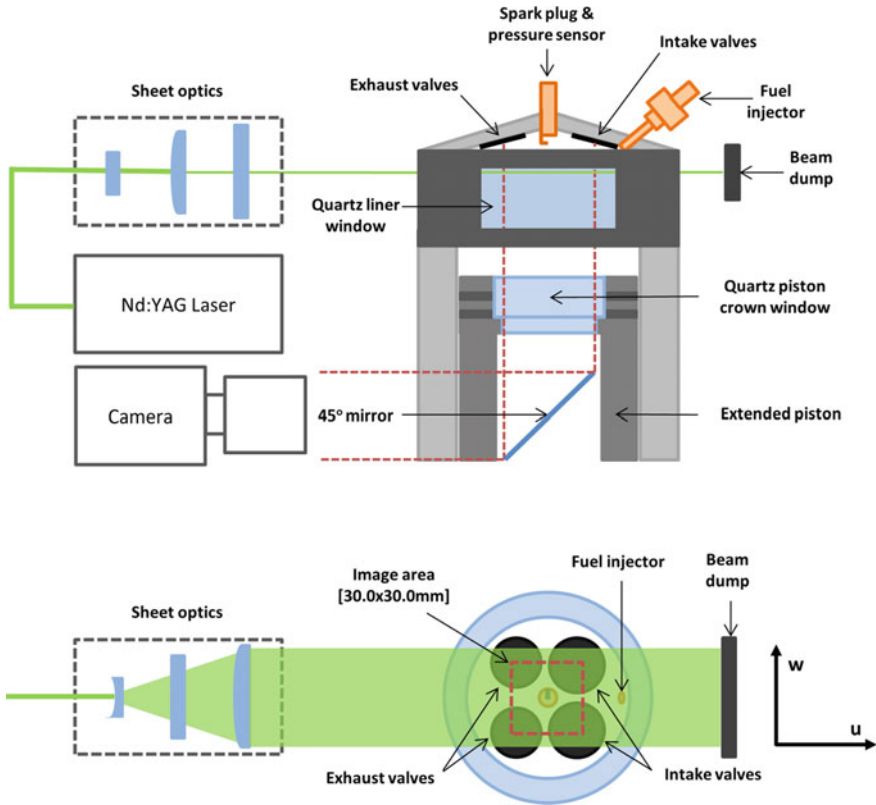 Spark plug &
pressure sensor
Intake valves
Exhaust valves
Fuel
injector
Sheet optics
Beam
dump
Quartz liner
window
Nd:YAG Laser
Quartz piston
crown window
Camera
45° mirror
Extended piston
Beam
dump
Fuel injector
Image area
[30.0x30.0mm]
Sheet optics
w
u
Exhaust valves
Intake valves